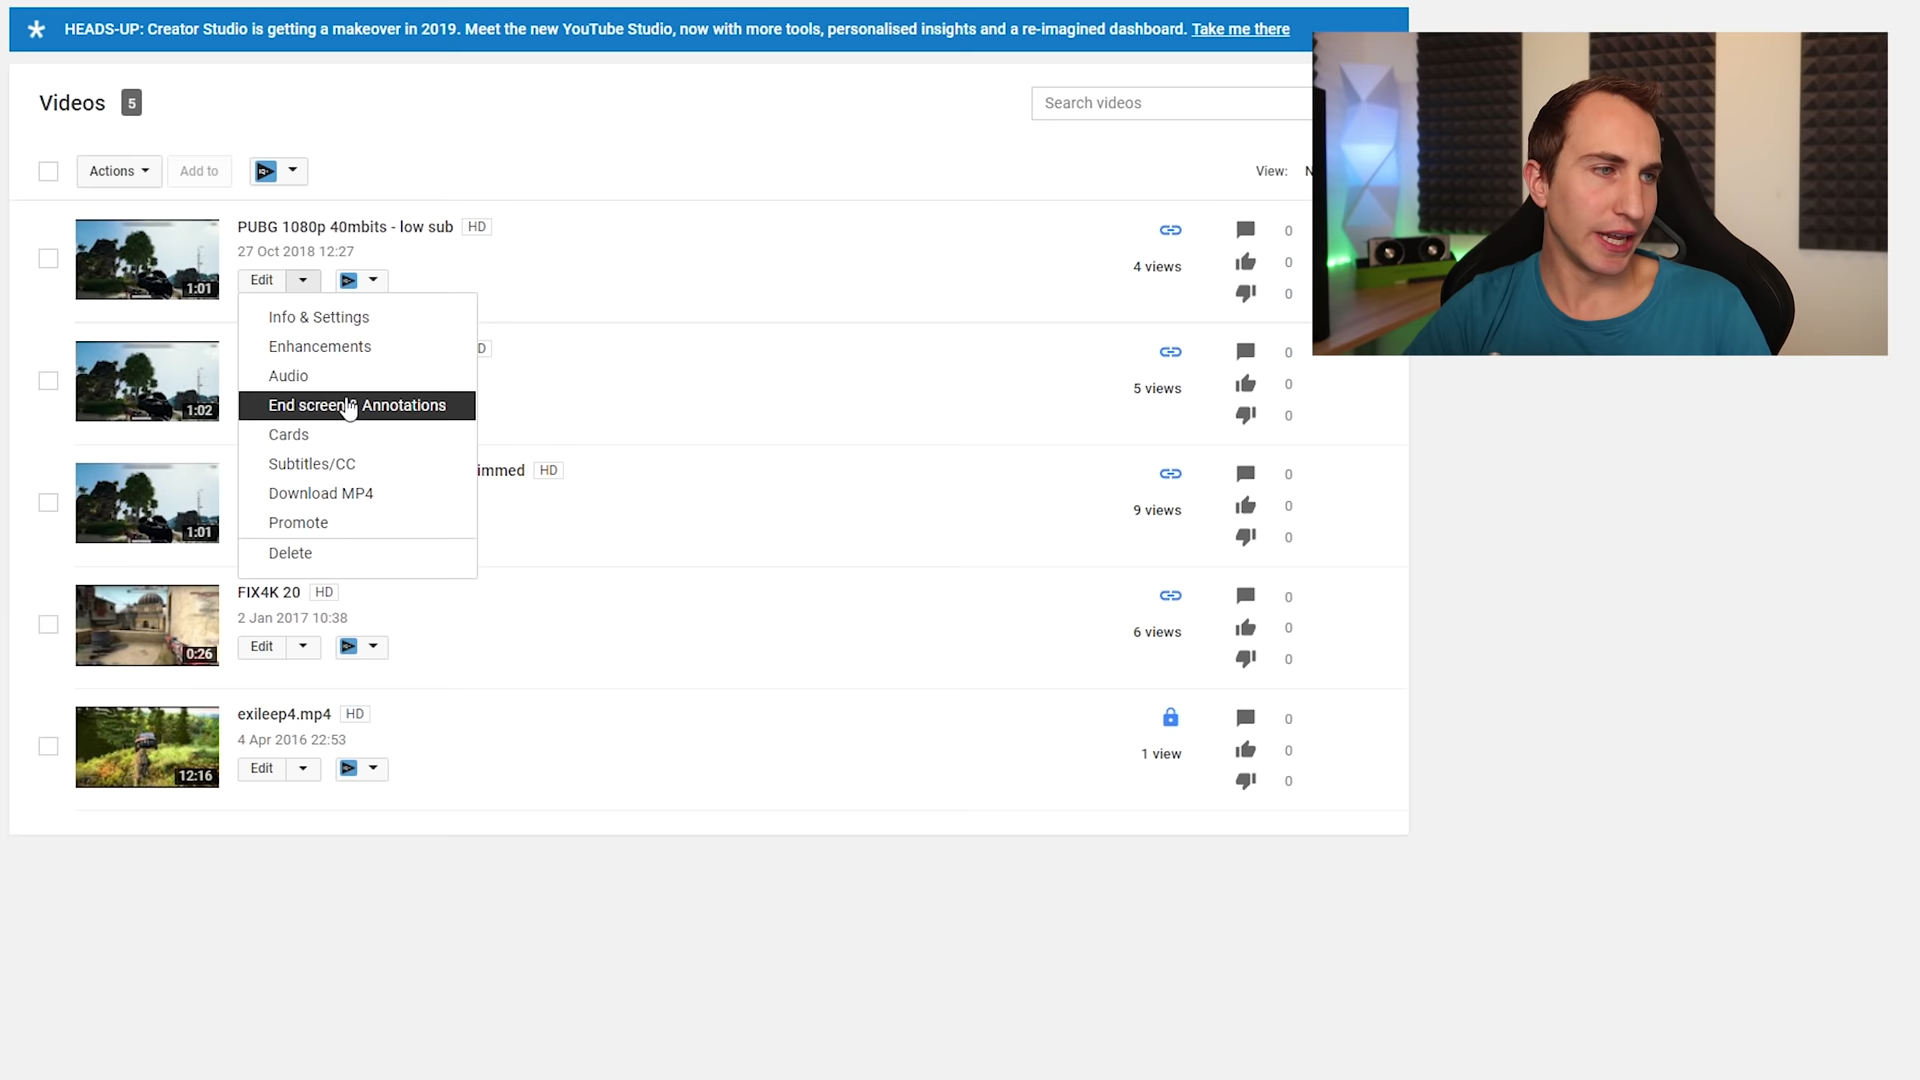 HEADS-UP: Creator Studio is getting a makeover in 2019. Meet the new YouTube Studio, now with more tools, personalised insights and a re-imagined dashboard. Take me there
Videos 5
Search videos
Actions Add to
View: N
PUBG 1080p 40mbits - low sub HD
27 Oct 2018 12:27
Edit
1:01
4 views
0
0
0
Info & Settings
Enhancements
Audio
End screen & Annotations
Cards
Subtitles/CC
Download MP4
Promote
Delete
D
1:02
5 views
0
0
0
immed HD
1:01
9 views
0
0
0
FIX4K 20 HD
2 Jan 2017 10:38
Edit
0:26
6 views
0
0
0
exileep4.mp4 HD
4 Apr 2016 22:53
Edit
12:16
1 view
0
0
0